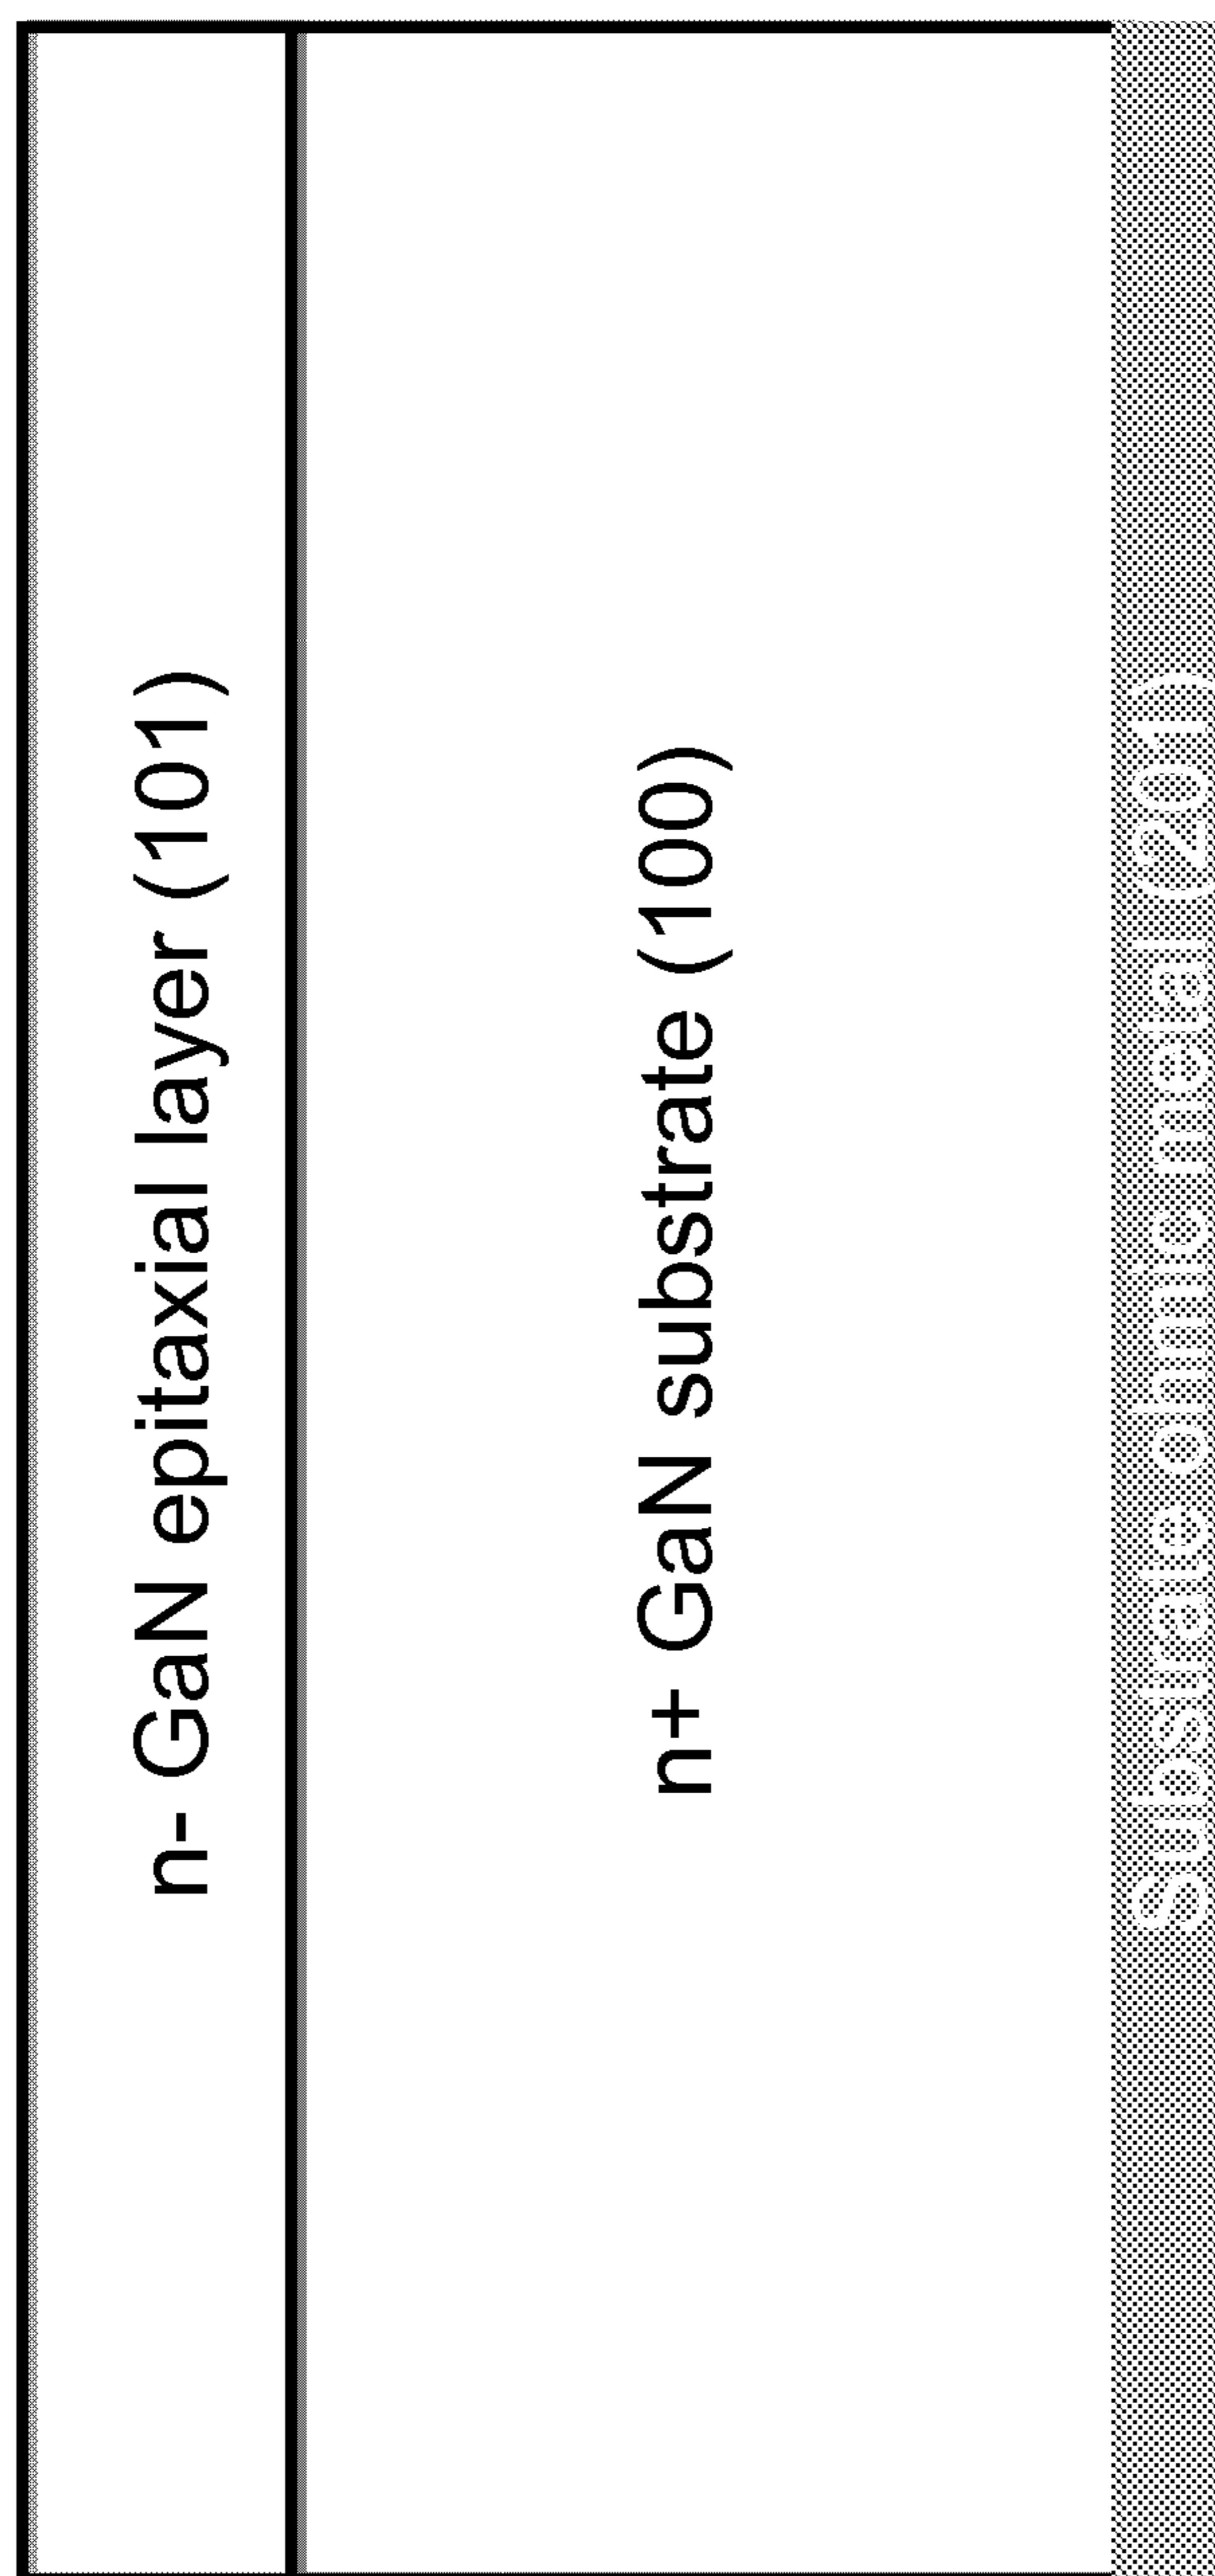 n- GaN epitaxial layer (101)
n+ GaN substrate (100)
Substrate ohmic metal (201)